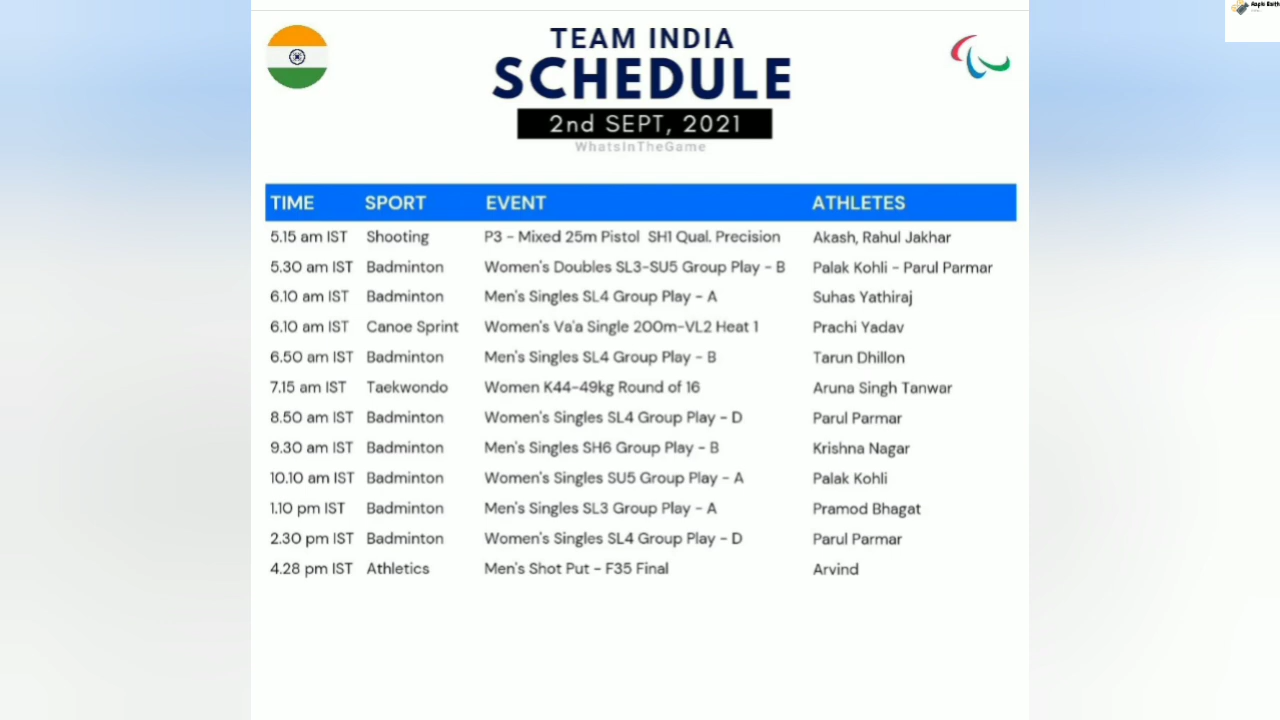 Aapki Baith
TEAM INDIA
SCHEDULE
2nd SEPT, 2021
WhatsInTheGame
TIME SPORT EVENT ATHLETES
5.15 am IST Shooting P3 - Mixed 25m Pistol SH1 Qual. Precision Akash, Rahul Jakhar
5.30 am IST Badminton Women's Doubles SL3-SU5 Group Play - B Palak Kohli - Parul Parmar
6.10 am IST Badminton Men's Singles SL4 Group Play - A Suhas Yathiraj
6.10 am IST Canoe Sprint Women's Va'a Single 200m-VL2 Heat 1 Prachi Yadav
6.50 am IST Badminton Men's Singles SL4 Group Play - B Tarun Dhillon
7.15 am IST Taekwondo Women K44-49kg Round of 16 Aruna Singh Tanwar
8.50 am IST Badminton Women's Singles SL4 Group Play - D Parul Parmar
9.30 am IST Badminton Men's Singles SH6 Group Play - B Krishna Nagar
10.10 am IST Badminton Women's Singles SU5 Group Play - A Palak Kohli
1.10 pm IST Badminton Men's Singles SL3 Group Play - A Pramod Bhagat
2.30 pm IST Badminton Women's Singles SL4 Group Play - D Parul Parmar
4.28 pm IST Athletics Men's Shot Put - F35 Final Arvind